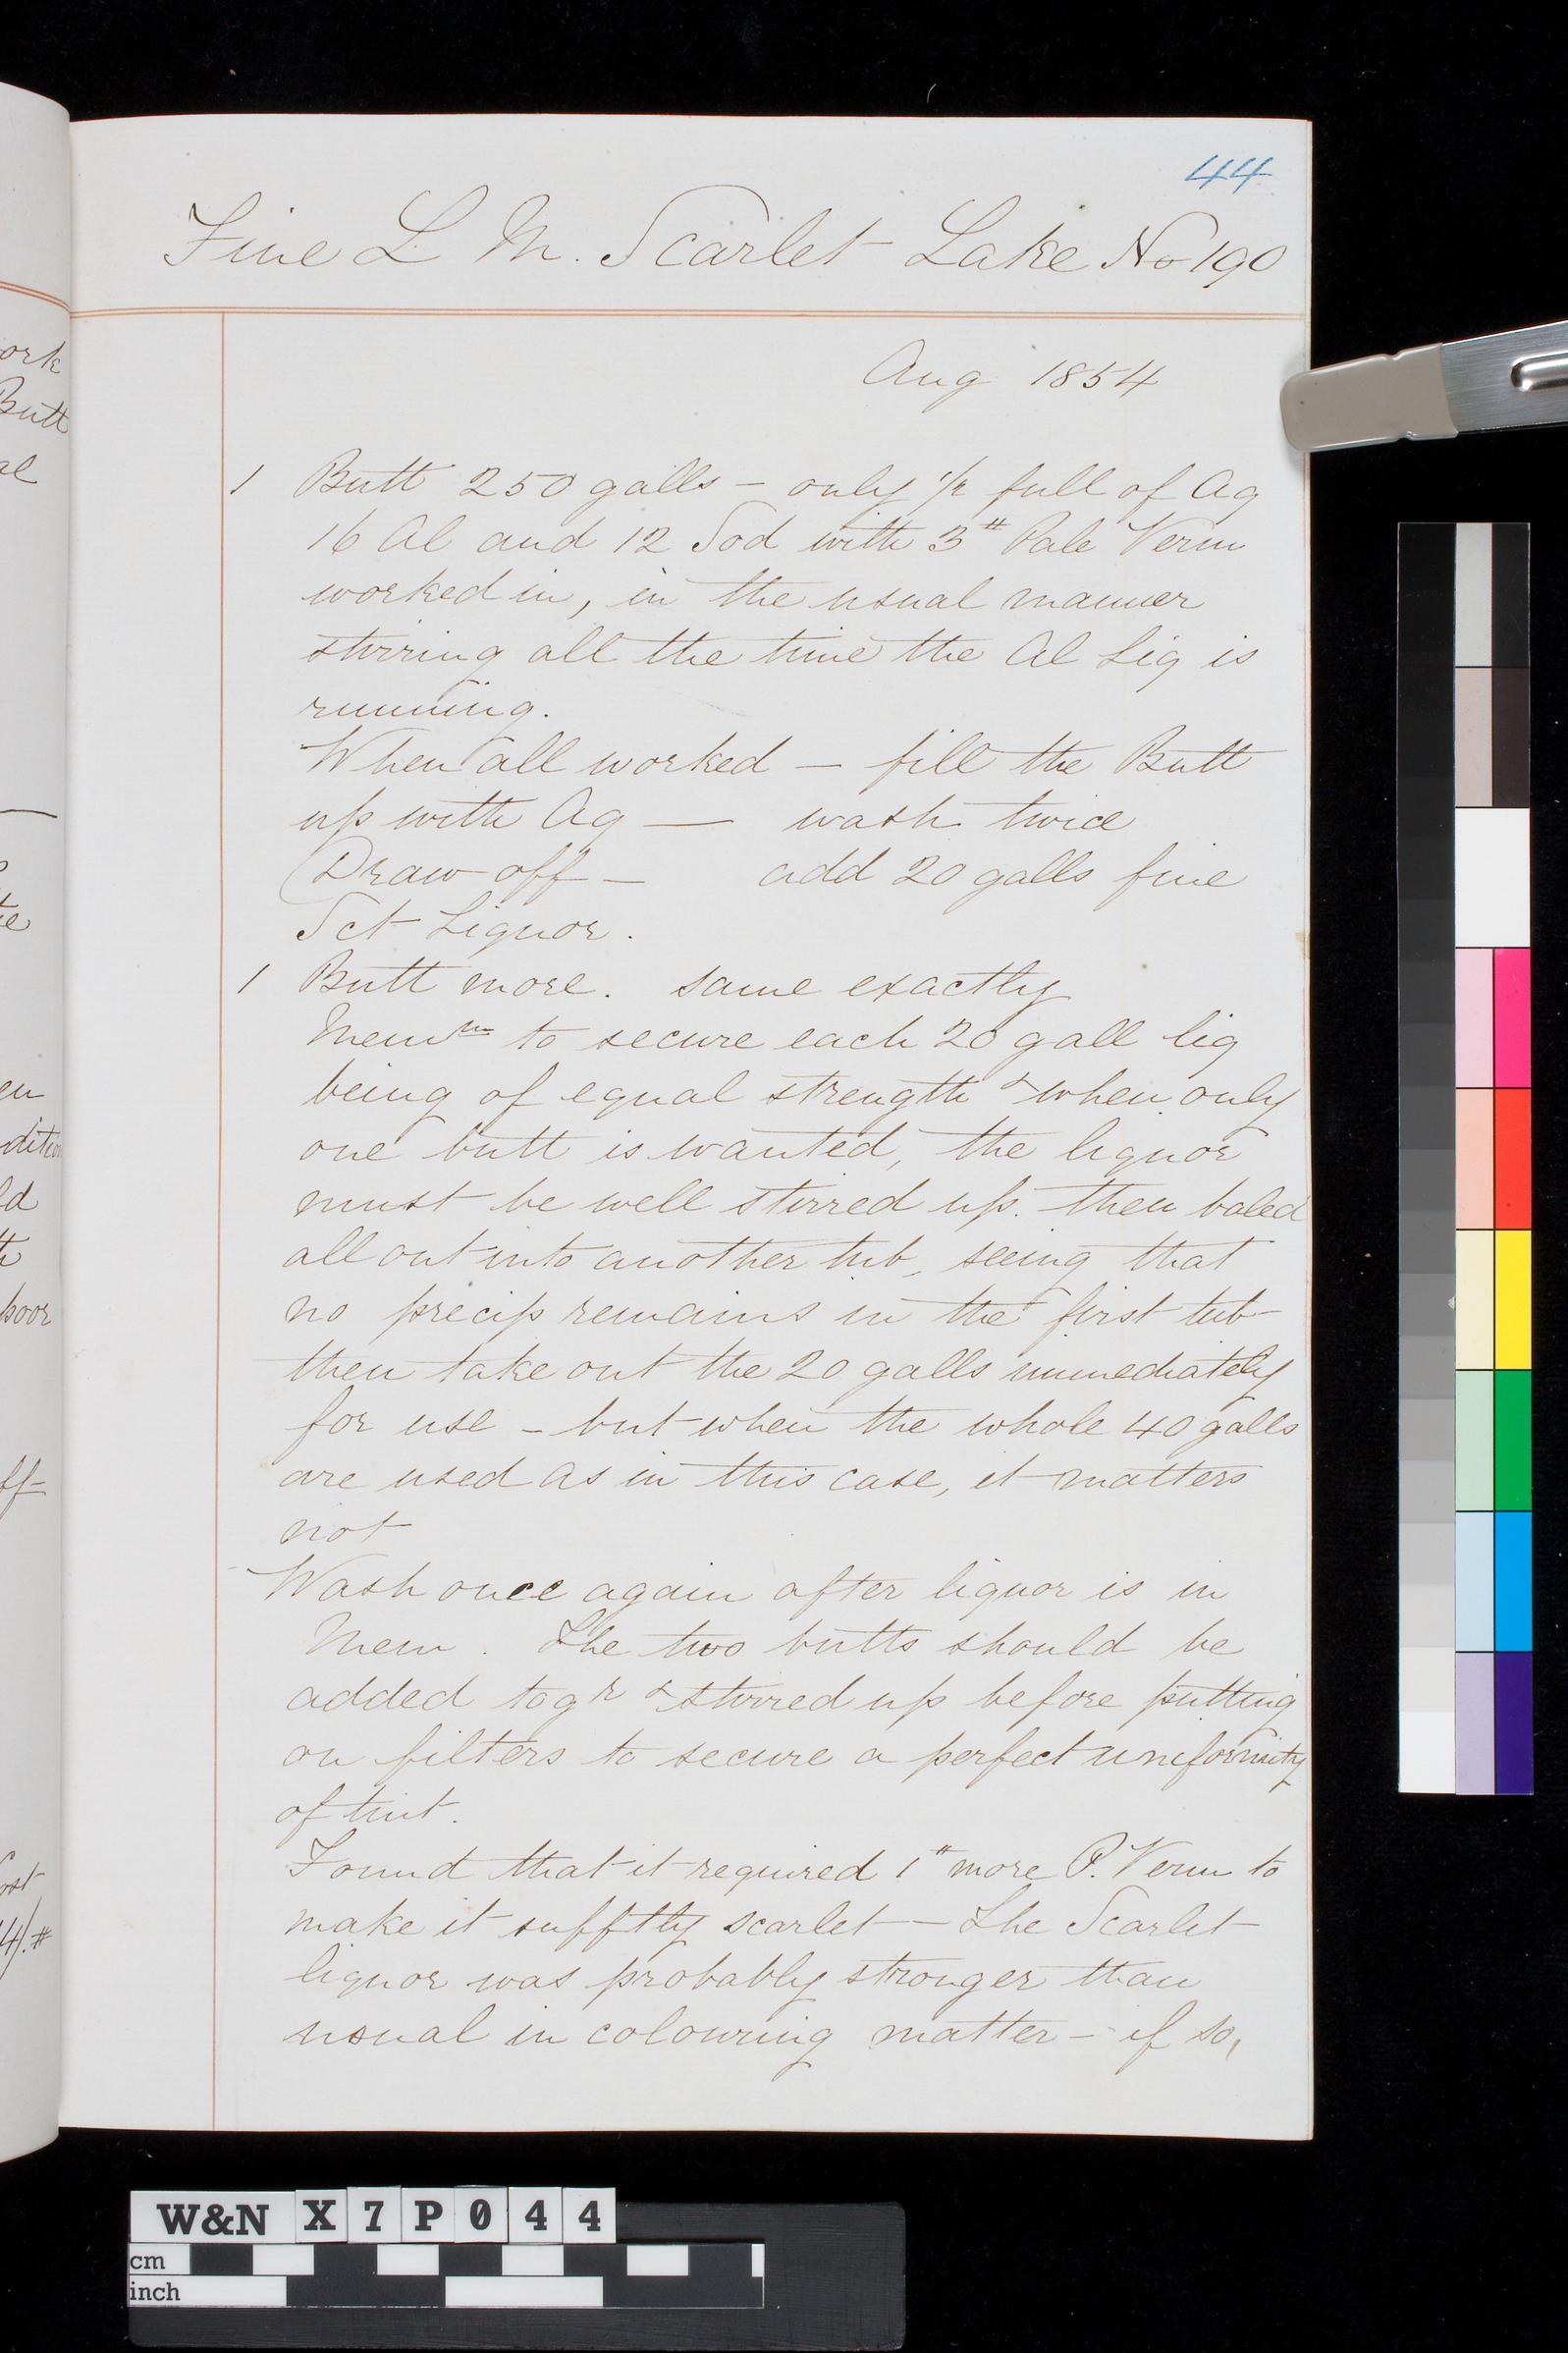 44
Fine L M. Scarlet Lake No 190
Aug 1854
1 Butt 250 galls - only 1/2 full of Aq
16 Al and 12 Sod with 3# Pale Verm
worked in, in the usual manner
stirring all the time the Al Liq is
running.
When all worked - fill the Butt
up with Aq — wash twice
Draw off - add 20 galls fine
Sct Liquor.
1 Butt more. same exactly
Memm to secure each 20 gall liq
being of equal strength & when only
one butt is wanted, the liquor
must be well stirred up. then baled
all out into another tub, seeing that
no precip remains in the first tub
then take out the 20 galls immediately
for use - but when the whole 40 galls
are used as in this case, it matters
not
Wash once again after liquor is in
Mem. The two butts should be
added togr & stirred up before putting
on filters to secure a perfect uniformity
of tint.
Found that it required 1# more P. Verm to
make it sufftly scarlet — The Scarlet
liquor was probably stronger than
usual in colouring matter - if so,
ork
Butt
al
te
en
ld
poor
ff
ost
4/.#
W&N X 7 P 0 4 4
cm
inch